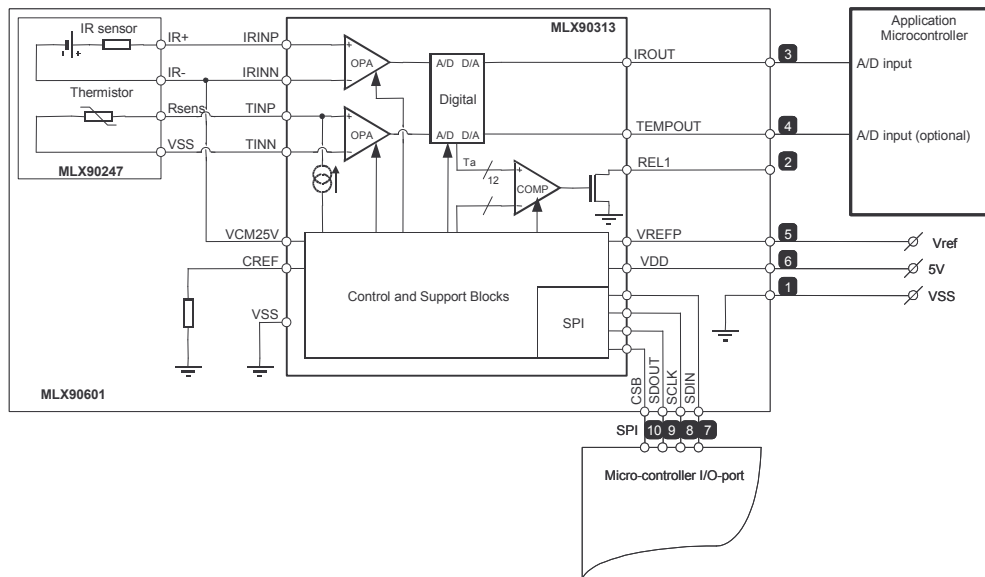 MLX90313
Application
Microcontroller
IR sensor
IR+
IRINP
+
OPA
-
A/D D/A
IROUT
3
A/D input
IR-
IRINN
Digital
Thermistor
Rsens
TINP
+
OPA
-
A/D D/A
TEMPOUT
4
A/D input (optional)
VSS
TINN
MLX90247
Ta
12
+
COMP
-
REL1
2
VCM25V
VREFP
5
Vref
CREF
VDD
6
5V
1
VSS
Control and Support Blocks
SPI
VSS
MLX90601
CSB
SDOUT
SCLK
SDIN
SPI
10 9 8 7
Micro-controller I/O-port